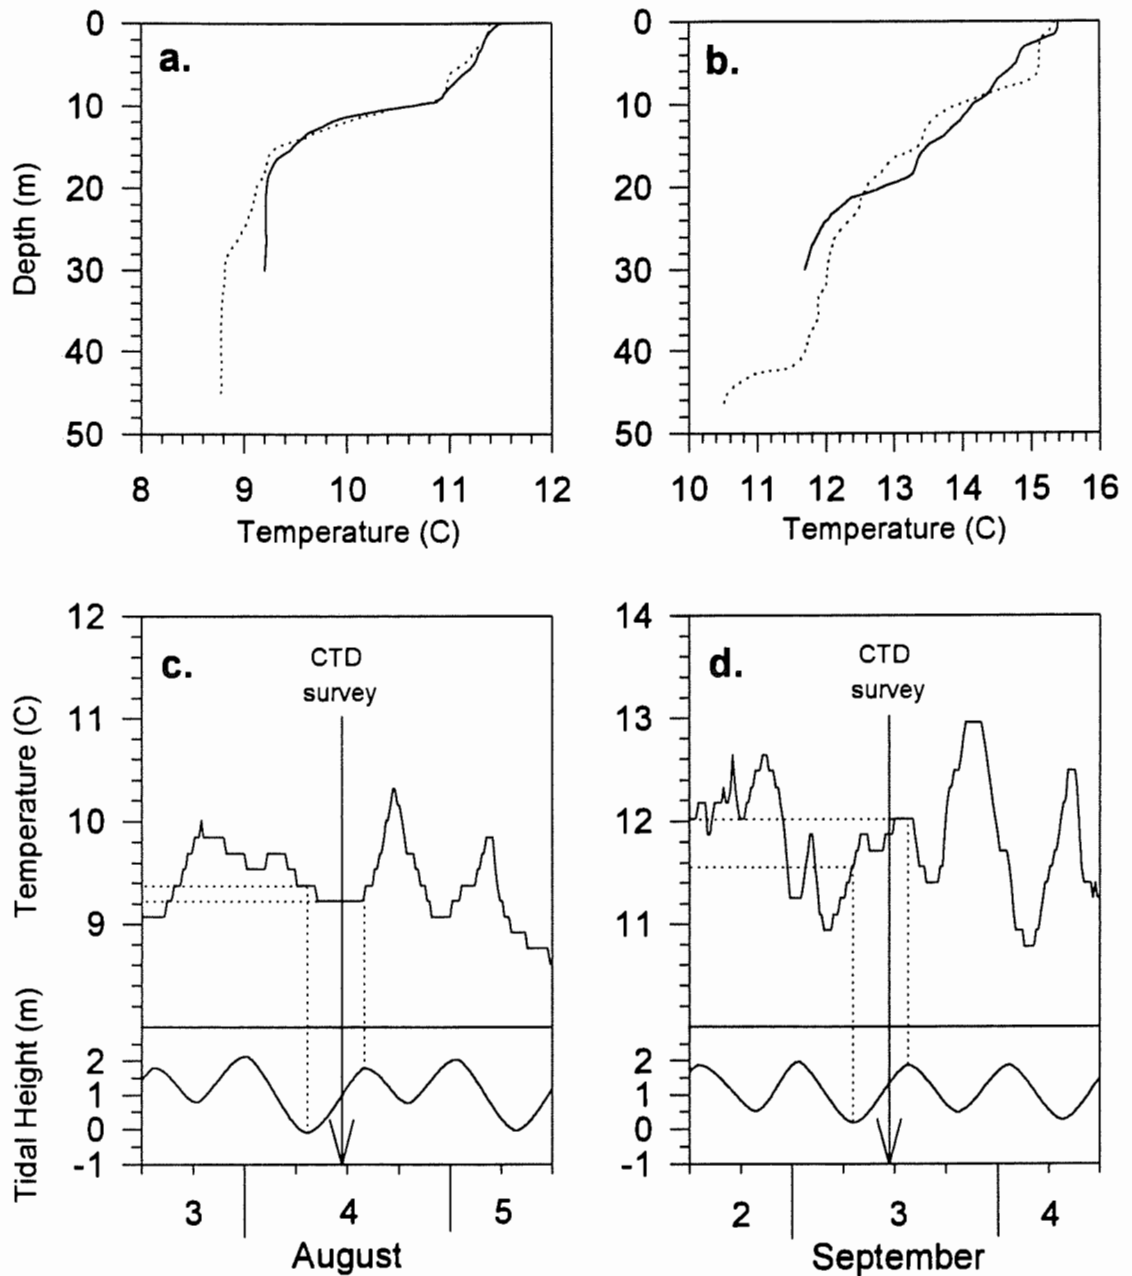 a.
0
10
20
30
40
50
Depth (m)
8 9 10 11 12
Temperature (C)
b.
0
10
20
30
40
50
10 11 12 13 14 15 16
Temperature (C)
c.
CTD
survey
12
11
10
9
Temperature (C)
2
1
0
-1
Tidal Height (m)
3 4 5
August
d.
CTD
survey
14
13
12
11
2
1
0
-1
2 3 4
September